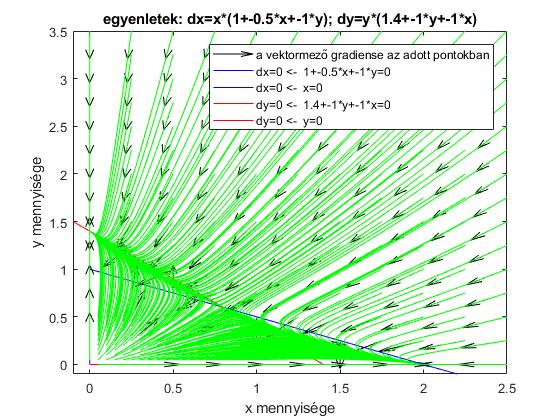 egyenletek: dx=x*(1+-0.5*x+-1*y); dy=y*(1.4+-1*y+-1*x)
a vektormező gradiense az adott pontokban
dx=0 <- 1+-0.5*x+-1*y=0
dx=0 <- x=0
dy=0 <- 1.4+-1*y+-1*x=0
dy=0 <- y=0
y mennyisége
3.5
3
2.5
2
1.5
1
0.5
0
0
0.5
1
1.5
2
2.5
x mennyisége